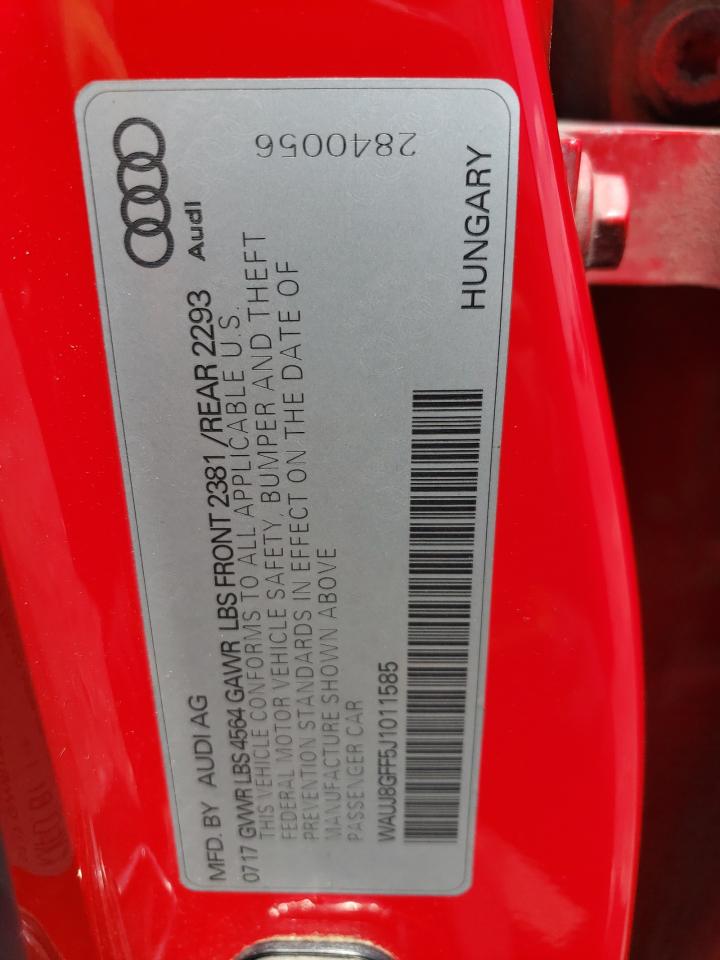 MFD. BY AUDI AG
Audi
0717 GVWR LBS 4564 GAWR LBS FRONT 2381 / REAR 2293
THIS VEHICLE CONFORMS TO ALL APPLICABLE U.S.
FEDERAL MOTOR VEHICLE SAFETY, BUMPER AND THEFT
PREVENTION STANDARDS IN EFFECT ON THE DATE OF
MANUFACTURE SHOWN ABOVE
PASSENGER CAR
2840056
WAUJ8GFF5J1011585
HUNGARY